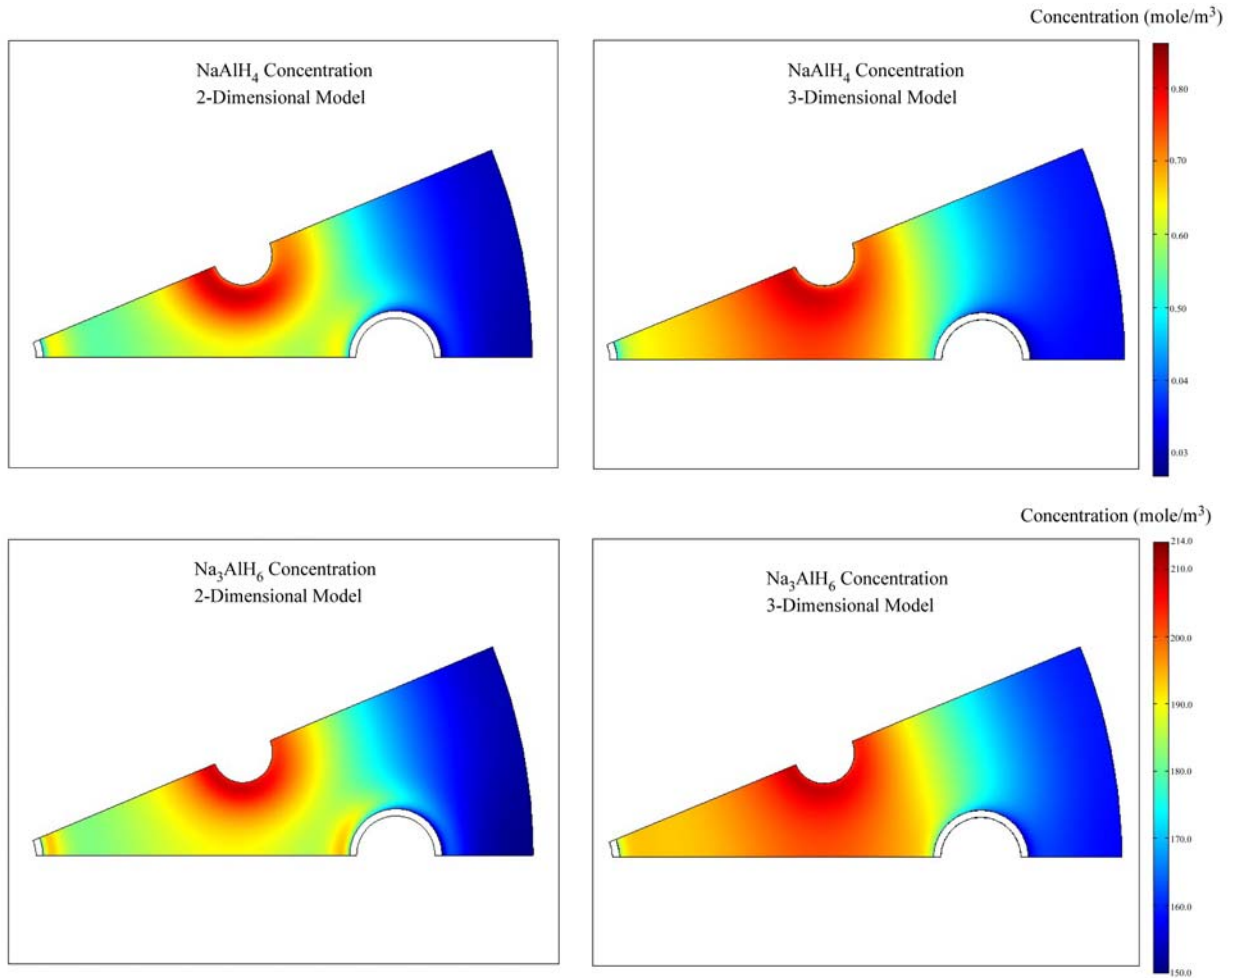 Concentration (mole/m³)
NaAlH₄ Concentration
2-Dimensional Model
NaAlH₄ Concentration
3-Dimensional Model
0.80
0.70
0.60
0.50
0.04
0.03
Concentration (mole/m³)
Na₃AlH₆ Concentration
2-Dimensional Model
Na₃AlH₆ Concentration
3-Dimensional Model
214.0
210.0
200.0
190.0
180.0
170.0
160.0
150.0